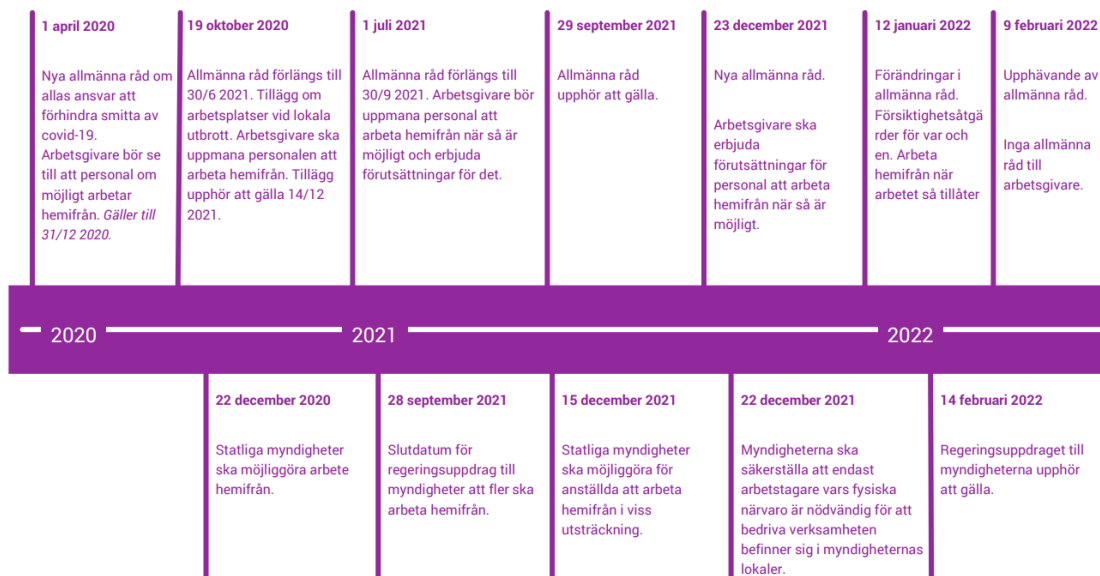 1 april 2020
Nya allmänna råd om
allas ansvar att
förhindra smitta av
covid-19.
Arbetsgivare bör se
till att personal om
möjligt arbetar
hemifrån. Gäller till
31/12 2020.
19 oktober 2020
Allmänna råd förlängs till
30/6 2021. Tillägg om
arbetsplatser vid lokala
utbrott. Arbetsgivare ska
uppmana personalen att
arbeta hemifrån. Tillägg
upphör att gälla 14/12
2021.
1 juli 2021
Allmänna råd förlängs till
30/9 2021. Arbetsgivare bör
uppmana personal att
arbeta hemifrån när så är
möjligt och erbjuda
förutsättningar för det.
29 september 2021
Allmänna råd
upphör att gälla.
23 december 2021
Nya allmänna råd.
Arbetsgivare ska
erbjuda
förutsättningar för
personal att arbeta
hemifrån när så är
möjligt.
12 januari 2022
Förändringar i
allmänna råd.
Försiktighetsåtgä
rder för var och
en. Arbeta
hemifrån när
arbetet så tillåter
9 februari 2022
Upphävande av
allmänna råd.
Inga allmänna
råd till
arbetsgivare.
2020
2021
2022
22 december 2020
Statliga myndigheter
ska möjliggöra arbete
hemifrån.
28 september 2021
Slutdatum för
regeringsuppdrag till
myndigheter att fler ska
arbeta hemifrån.
15 december 2021
Statliga myndigheter
ska möjliggöra för
anställda att arbeta
hemifrån i viss
utsträckning.
22 december 2021
Myndigheterna ska
säkerställa att endast
arbetstagare vars fysiska
närvaro är nödvändig för att
bedriva verksamheten
befinner sig i myndigheternas
lokaler.
14 februari 2022
Regeringsuppdraget till
myndigheterna upphör
att gälla.